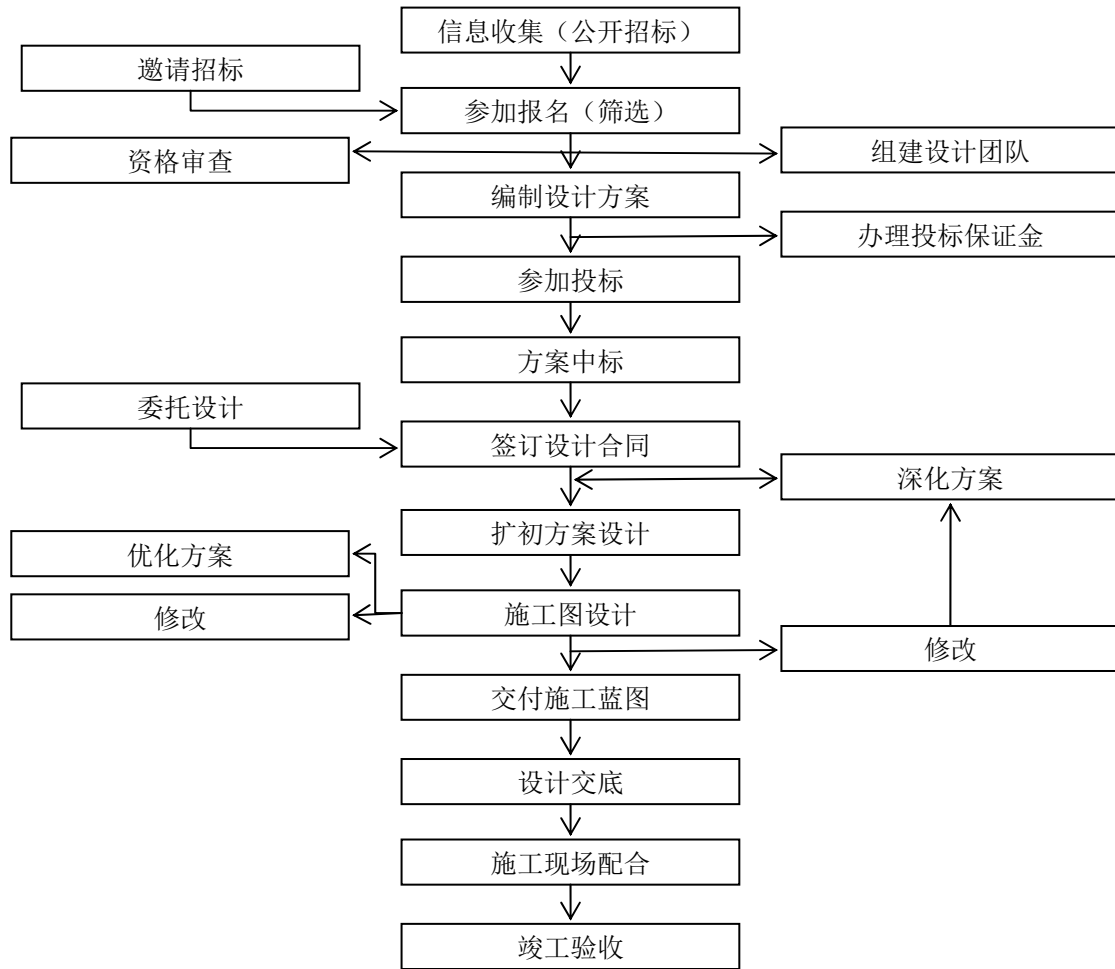 信息收集（公开招标）
邀请招标
参加报名（筛选）
资格审查
组建设计团队
编制设计方案
办理投标保证金
参加投标
方案中标
委托设计
签订设计合同
深化方案
扩初方案设计
优化方案
施工图设计
修改
修改
交付施工蓝图
设计交底
施工现场配合
竣工验收